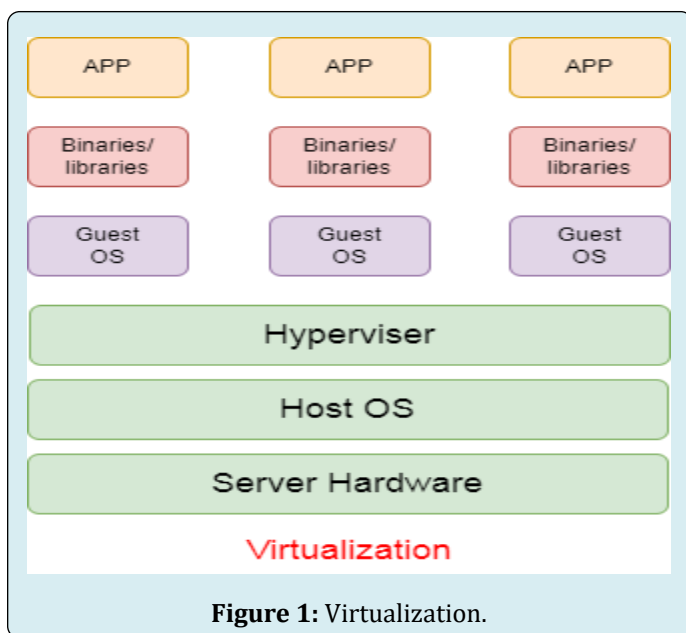 APP APP APP
Binaries/ Binaries/ Binaries/
libraries libraries libraries
Guest Guest Guest
OS OS OS
Hyperviser
Host OS
Server Hardware
Virtualization
Figure 1: Virtualization.